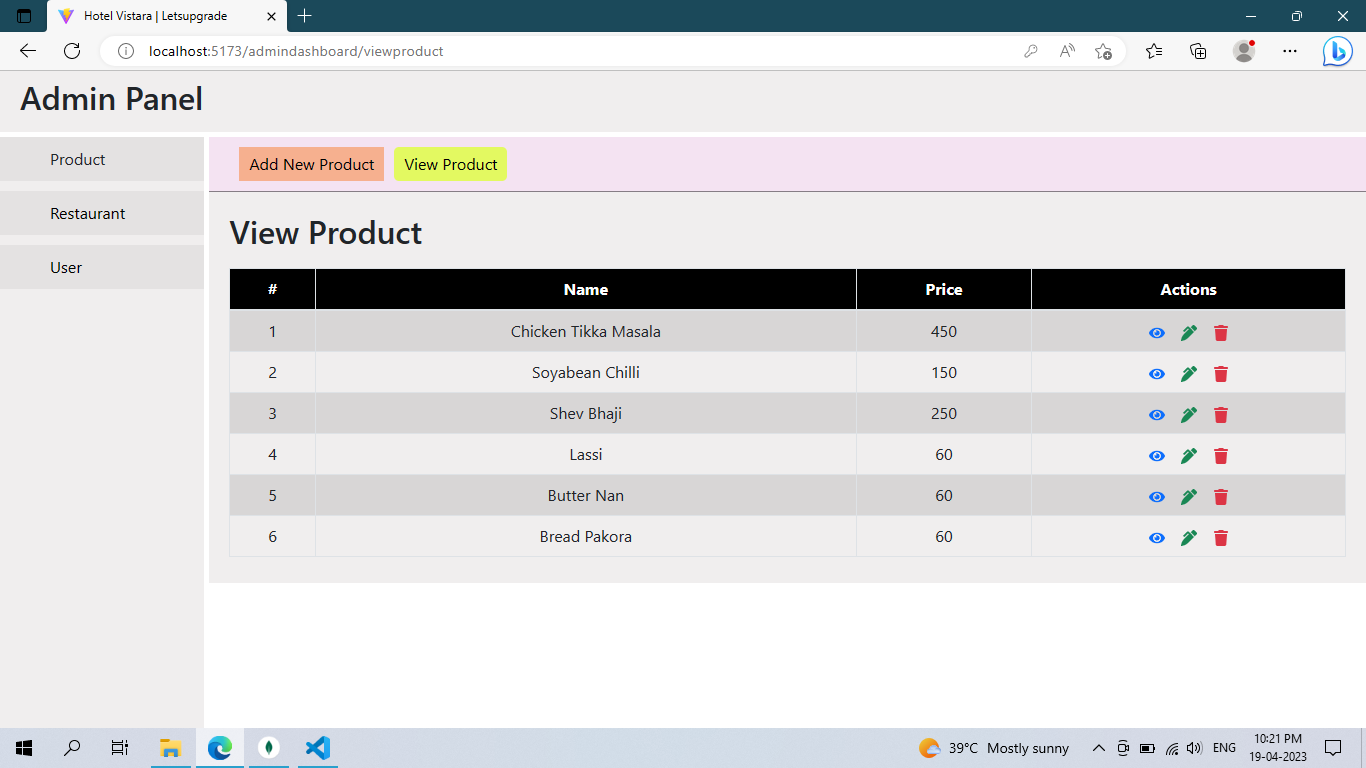 Hotel Vistara | Letsupgrade
localhost:5173/admindashboard/viewproduct
Admin Panel
Product
Restaurant
User
Add New Product
View Product
View Product
# Name Price Actions
1 Chicken Tikka Masala 450
2 Soyabean Chilli 150
3 Shev Bhaji 250
4 Lassi 60
5 Butter Nan 60
6 Bread Pakora 60
39°C Mostly sunny
ENG
10:21 PM
19-04-2023